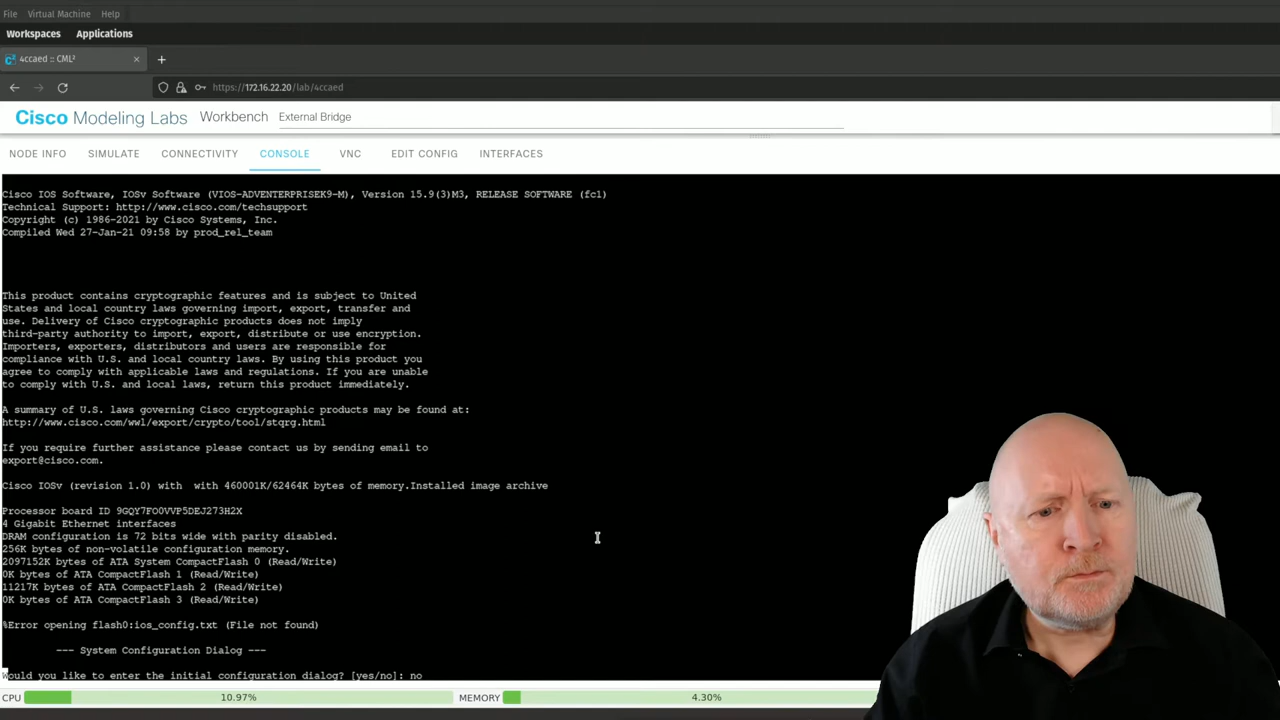 File Virtual Machine Help
Workspaces Applications
4ccaed :: CML²
https://172.16.22.20/lab/4ccaed
Cisco Modeling Labs Workbench External Bridge
NODE INFO SIMULATE CONNECTIVITY CONSOLE VNC EDIT CONFIG INTERFACES
Cisco IOS Software, IOSv Software (VIOS-ADVENTERPRISEK9-M), Version 15.9(3)M3, RELEASE SOFTWARE (fc1)
Technical Support: http://www.cisco.com/techsupport
Copyright (c) 1986-2021 by Cisco Systems, Inc.
Compiled Wed 27-Jan-21 09:58 by prod_rel_team
This product contains cryptographic features and is subject to United
States and local country laws governing import, export, transfer and
use. Delivery of Cisco cryptographic products does not imply
third-party authority to import, export, distribute or use encryption.
Importers, exporters, distributors and users are responsible for
compliance with U.S. and local country laws. By using this product you
agree to comply with applicable laws and regulations. If you are unable
to comply with U.S. and local laws, return this product immediately.
A summary of U.S. laws governing Cisco cryptographic products may be found at:
http://www.cisco.com/wwl/export/crypto/tool/stqrg.html
If you require further assistance please contact us by sending email to
export@cisco.com.
Cisco IOSv (revision 1.0) with  with 460001K/62464K bytes of memory.Installed image archive
Processor board ID 9GQY7FO0VVP5DEJ273H2X
4 Gigabit Ethernet interfaces
DRAM configuration is 72 bits wide with parity disabled.
256K bytes of non-volatile configuration memory.
2097152K bytes of ATA System CompactFlash 0 (Read/Write)
0K bytes of ATA CompactFlash 1 (Read/Write)
11217K bytes of ATA CompactFlash 2 (Read/Write)
0K bytes of ATA CompactFlash 3 (Read/Write)
%Error opening flash0:ios_config.txt (File not found)
--- System Configuration Dialog ---
Would you like to enter the initial configuration dialog? [yes/no]: no
CPU 10.97% MEMORY 4.30%